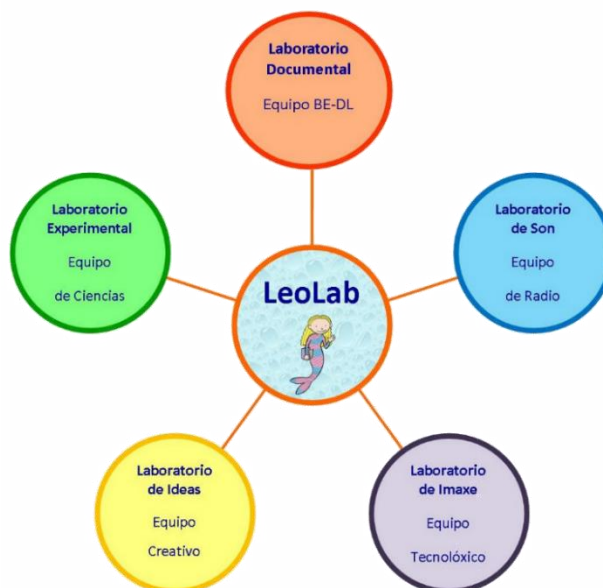 Laboratorio
Documental
Equipo BE-DL
Laboratorio
Experimental
Equipo
de Ciencias
LeoLab
Laboratorio
de Son
Equipo
de Radio
Laboratorio
de Ideas
Equipo
Creativo
Laboratorio
de Imaxe
Equipo
Tecnolóxico